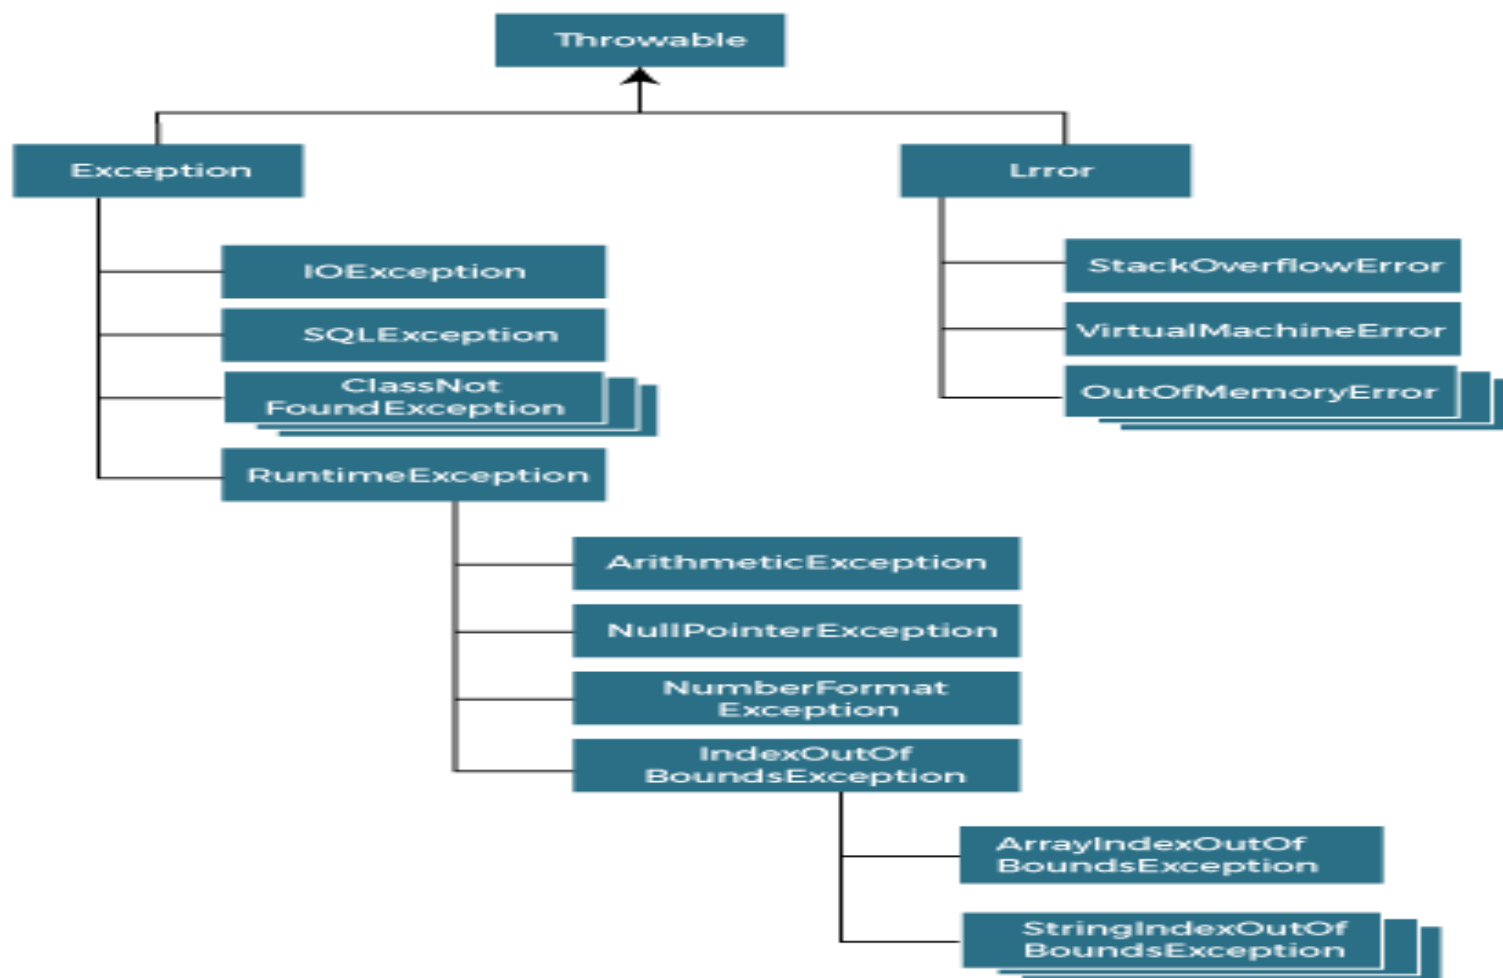 Throwable
Exception
Lrror
IOException
StackOverflowError
SQLException
VirtualMachineError
ClassNot
FoundException
OutOfMemoryError
RuntimeException
ArithmeticException
NullPointerException
NumberFormat
Exception
IndexOutOf
BoundsException
ArrayIndexOutOf
BoundsException
StringIndexOutOf
BoundsException